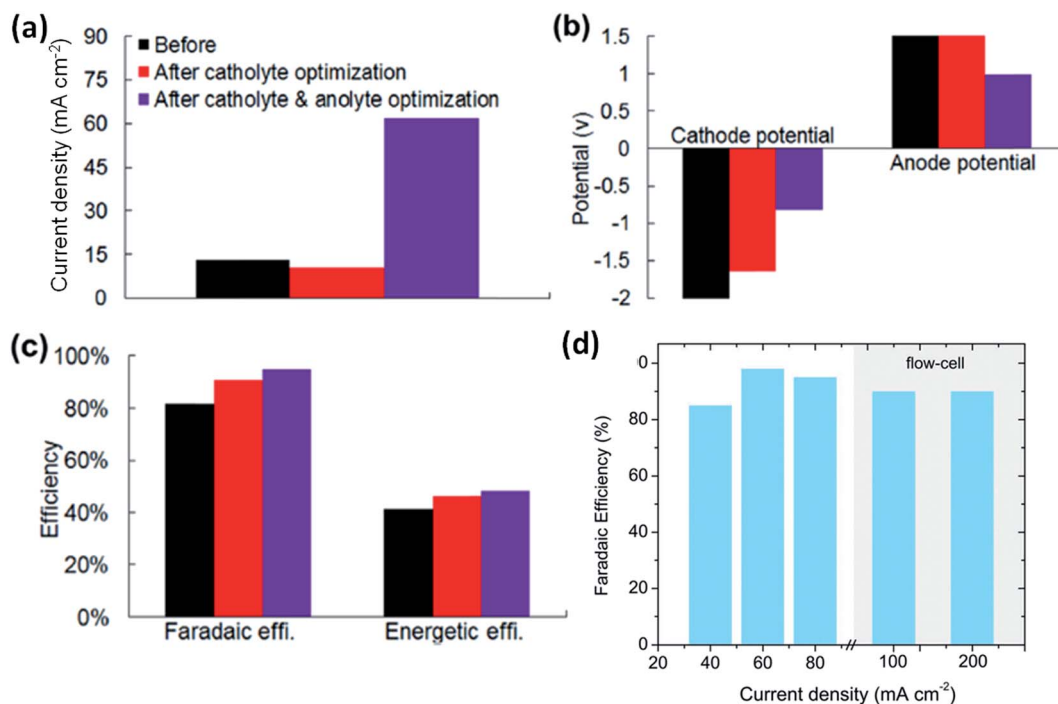 (a)
Current density (mA cm-2)
90
75
60
45
30
15
0
Before
After catholyte optimization
After catholyte & anolyte optimization
(b)
Potential (v)
1.5
1
0.5
0
-0.5
-1
-1.5
-2
Cathode potential
Anode potential
(c)
Efficiency
100%
80%
60%
40%
20%
0%
Faradaic effi.
Energetic effi.
(d)
Faradaic Efficiency (%)
0
80
60
40
20
0
flow-cell
20
40
60
80
100
200
Current density (mA cm-2)